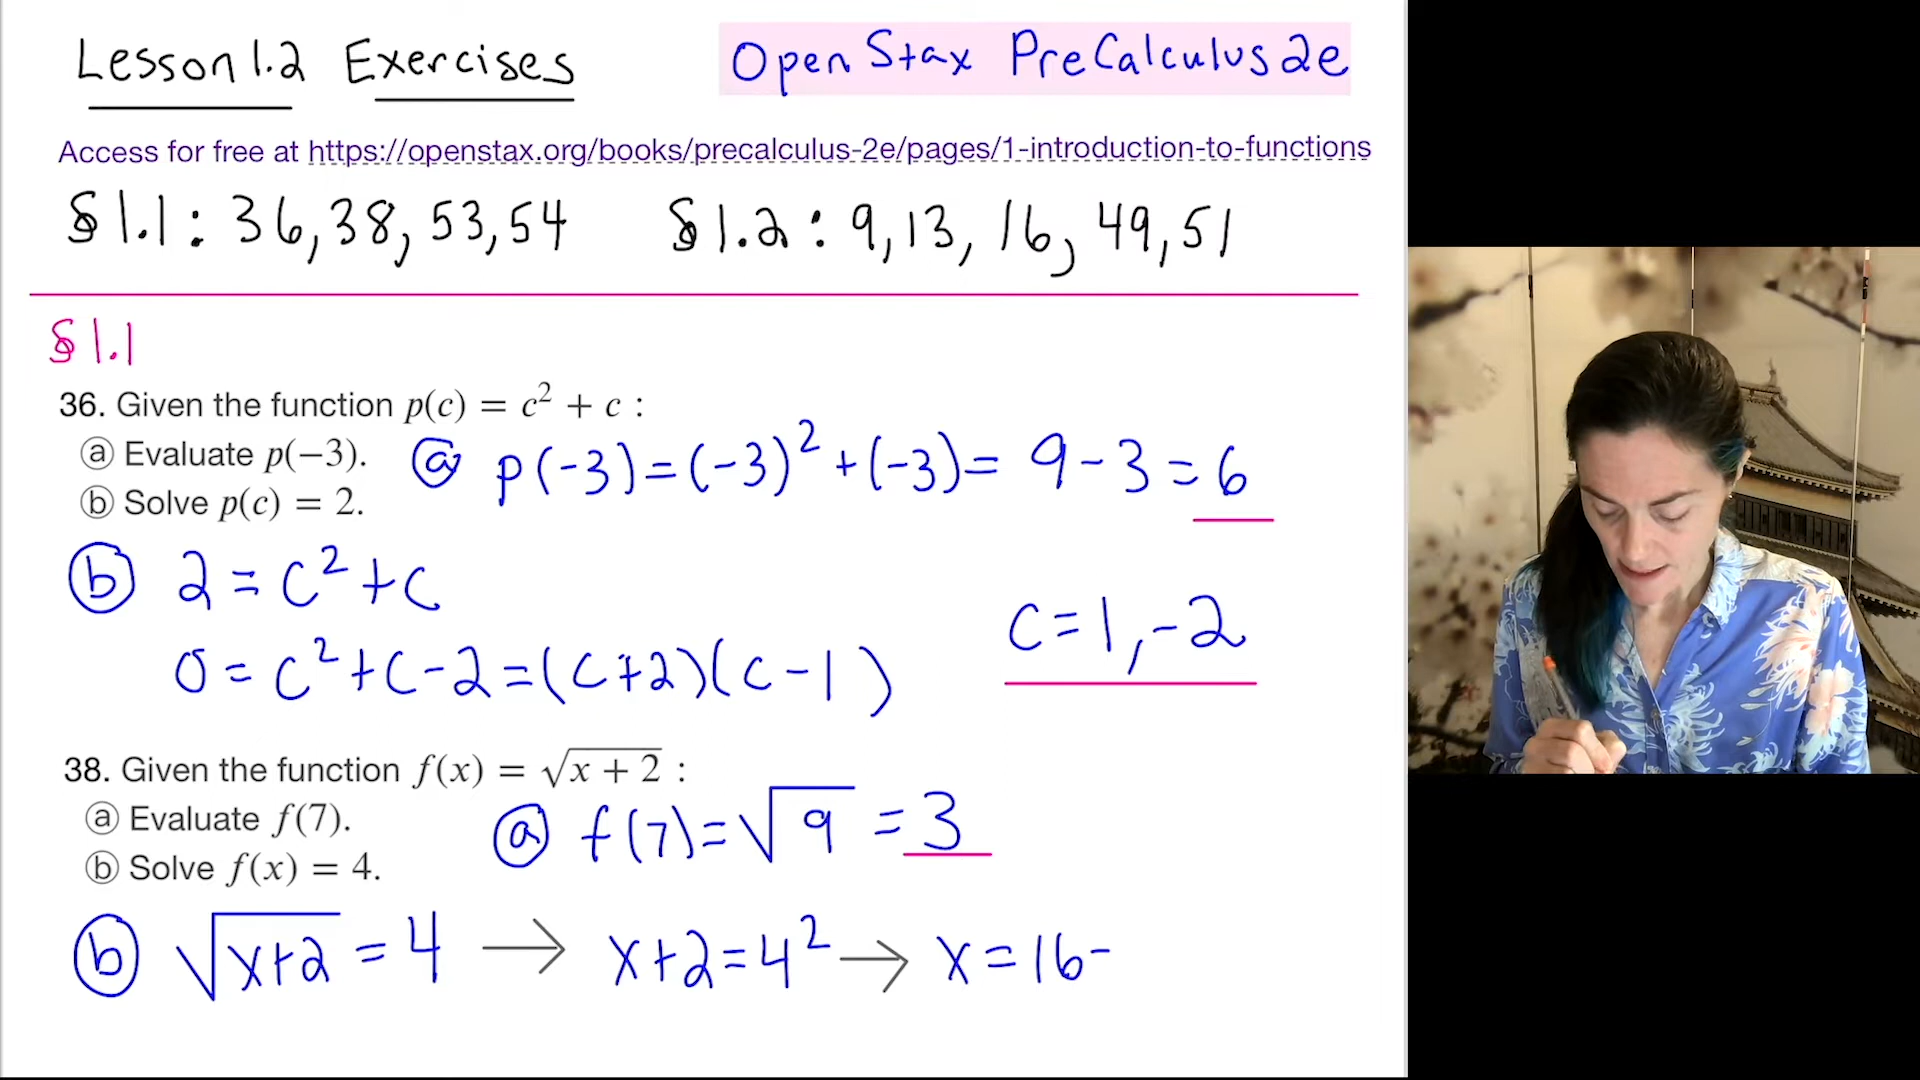 Lesson 1.2 Exercises
OpenStax PreCalculus 2e
Access for free at https://openstax.org/books/precalculus-2e/pages/1-introduction-to-functions
§1.1: 36, 38, 53, 54
§1.2: 9, 13, 16, 49, 51
§1.1
36. Given the function p(c) = c² + c :
ⓐ Evaluate p(−3).
ⓐ p(-3) = (-3)² + (-3) = 9 - 3 = 6
ⓑ Solve p(c) = 2.
ⓑ 2 = c² + c
0 = c² + c - 2 = (c+2)(c-1)
c = 1, -2
38. Given the function f(x) = √(x + 2) :
ⓐ Evaluate f(7).
ⓐ f(7) = √9 = 3
ⓑ Solve f(x) = 4.
ⓑ √(x+2) = 4 → x+2 = 4² → x = 16 -